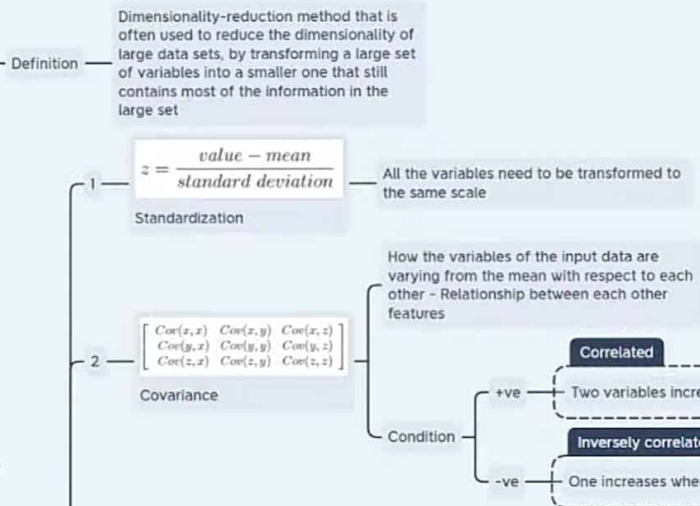 Dimensionality-reduction method that is
often used to reduce the dimensionality of
Definition
large data sets, by transforming a large set
of variables into a smaller one that still
contains most of the information in the
large set
1
z = value − mean / standard deviation
Standardization
All the variables need to be transformed to
the same scale
2
Cov(x,x) Cov(x,y) Cov(x,z)
Cov(y,x) Cov(y,y) Cov(y,z)
Cov(z,x) Cov(z,y) Cov(z,z)
Covariance
How the variables of the input data are
varying from the mean with respect to each
other - Relationship between each other
features
Condition
+ve
Correlated
Two variables incre
-ve
Inversely correlat
One increases whe